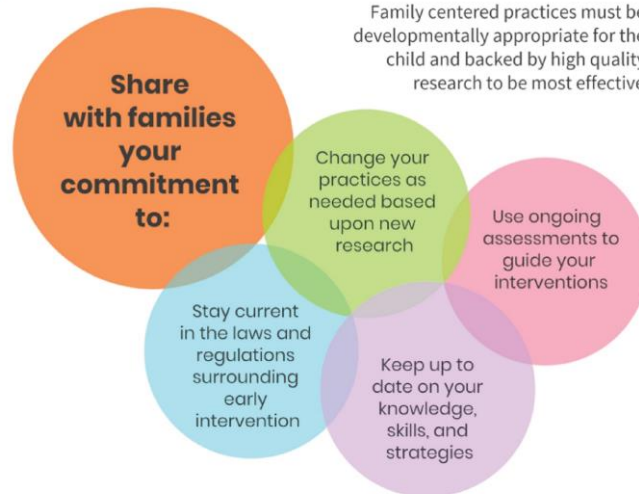 Family centered practices must be
developmentally appropriate for the
child and backed by high quality
research to be most effective
Share
with families
your
commitment
to:
Change your
practices as
needed based
upon new
research
Use ongoing
assessments to
guide your
interventions
Stay current
in the laws and
regulations
surrounding
early
intervention
Keep up to
date on your
knowledge,
skills, and
strategies